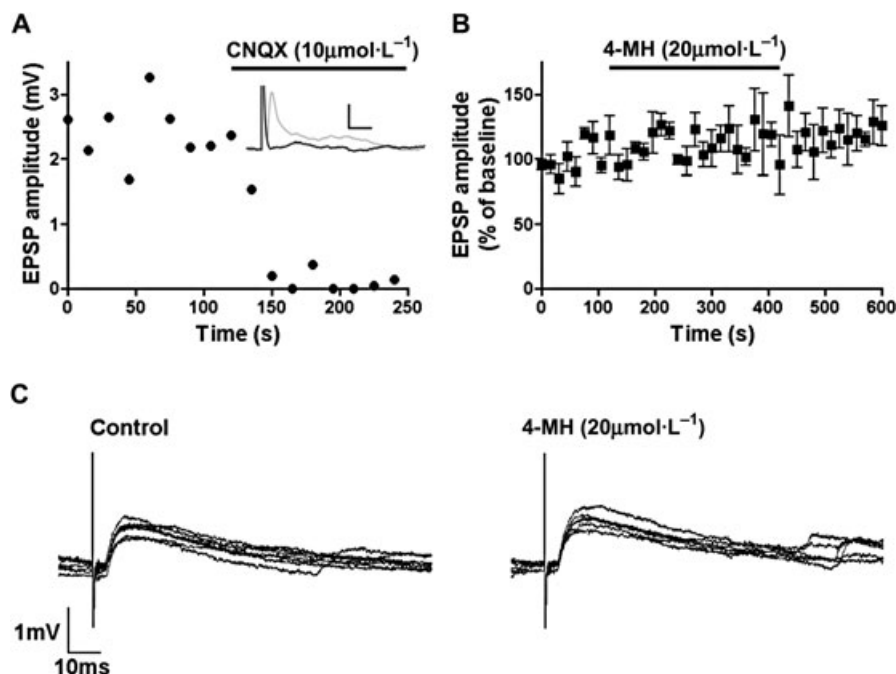 A
CNQX (10μmol·L⁻¹)
EPSP amplitude (mV)
3
2
1
0
0 50 100 150 200 250
Time (s)
B
4-MH (20μmol·L⁻¹)
EPSP amplitude
(% of baseline)
150
100
50
0
0 100 200 300 400 500 600
Time (s)
C
Control
4-MH (20μmol·L⁻¹)
1mV
10ms